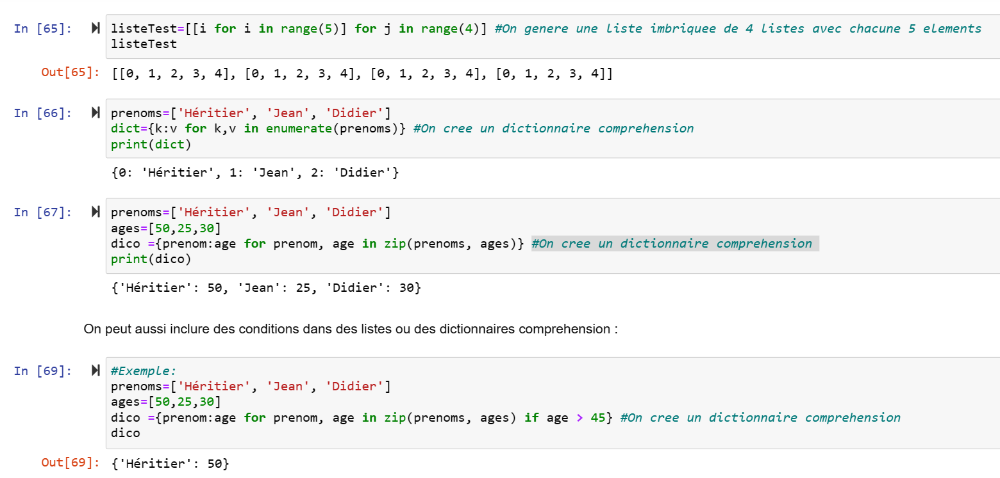 In [65]: listeTest=[[i for i in range(5)] for j in range(4)] #On genere une liste imbriquee de 4 listes avec chacune 5 elements
listeTest
Out[65]: [[0, 1, 2, 3, 4], [0, 1, 2, 3, 4], [0, 1, 2, 3, 4], [0, 1, 2, 3, 4]]
In [66]: prenoms=['Héritier', 'Jean', 'Didier']
dict={k:v for k,v in enumerate(prenoms)} #On cree un dictionnaire comprehension
print(dict)
{0: 'Héritier', 1: 'Jean', 2: 'Didier'}
In [67]: prenoms=['Héritier', 'Jean', 'Didier']
ages=[50,25,30]
dico ={prenom:age for prenom, age in zip(prenoms, ages)} #On cree un dictionnaire comprehension
print(dico)
{'Héritier': 50, 'Jean': 25, 'Didier': 30}
On peut aussi inclure des conditions dans des listes ou des dictionnaires comprehension :
In [69]: #Exemple:
prenoms=['Héritier', 'Jean', 'Didier']
ages=[50,25,30]
dico ={prenom:age for prenom, age in zip(prenoms, ages) if age > 45} #On cree un dictionnaire comprehension
dico
Out[69]: {'Héritier': 50}